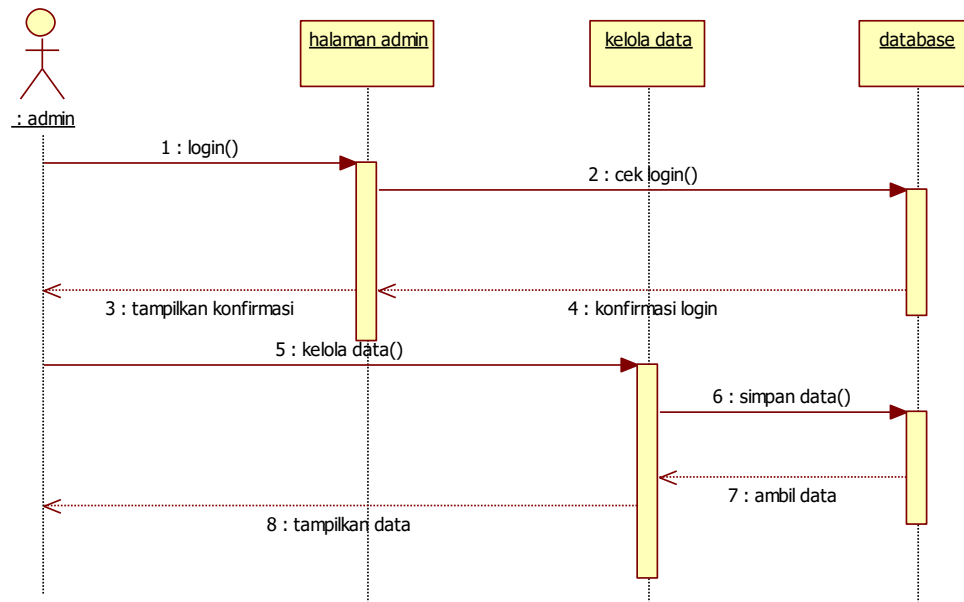 halaman admin
kelola data
database
: admin
1 : login()
2 : cek login()
3 : tampilkan konfirmasi
4 : konfirmasi login
5 : kelola data()
6 : simpan data()
7 : ambil data
8 : tampilkan data